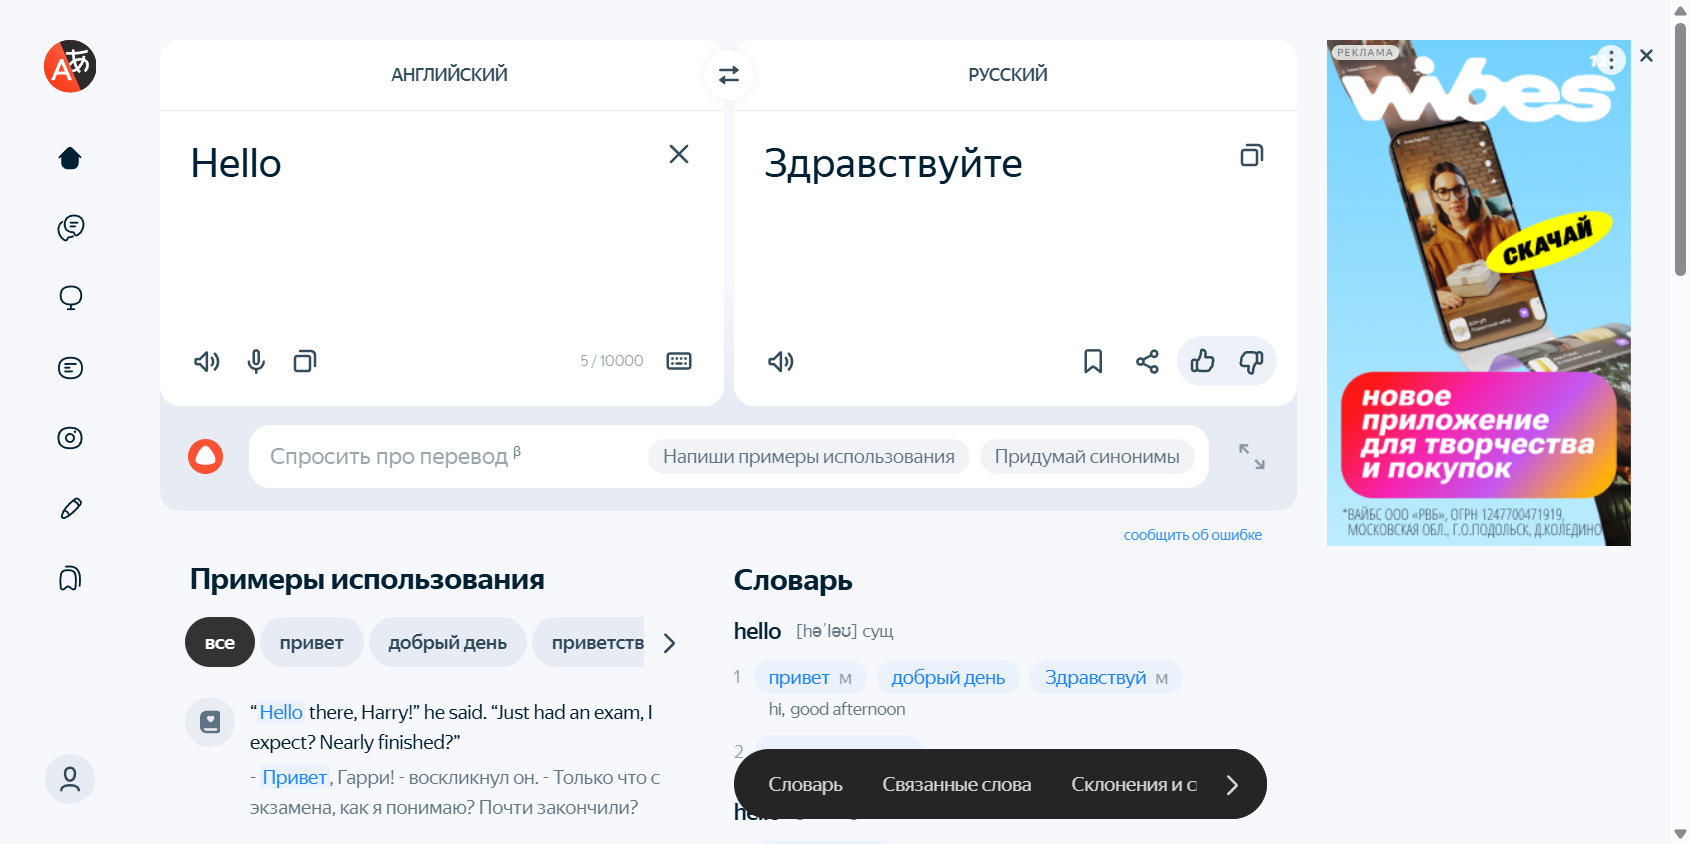 АНГЛИЙСКИЙ
РУССКИЙ
Hello
Здравствуйте
5 / 10000
Спросить про перевод β
Напиши примеры использования
Придумай синонимы
сообщить об ошибке
Примеры использования
все
привет
добрый день
приветств
“Hello there, Harry!” he said. “Just had an exam, I
expect? Nearly finished?”
- Привет, Гарри! - воскликнул он. - Только что с
экзамена, как я понимаю? Почти закончили?
Словарь
hello [həˈləʊ] сущ
1 привет м добрый день Здравствуй м
hi, good afternoon
2
Словарь
Связанные слова
Склонения и с
РЕКЛАМА
wibes
СКАЧАЙ
новое
приложение
для творчества
и покупок
*ВАЙБС ООО «РВБ», ОГРН 1247700471919,
МОСКОВСКАЯ ОБЛ., Г.О.ПОДОЛЬСК, Д.КОЛЕДИНО